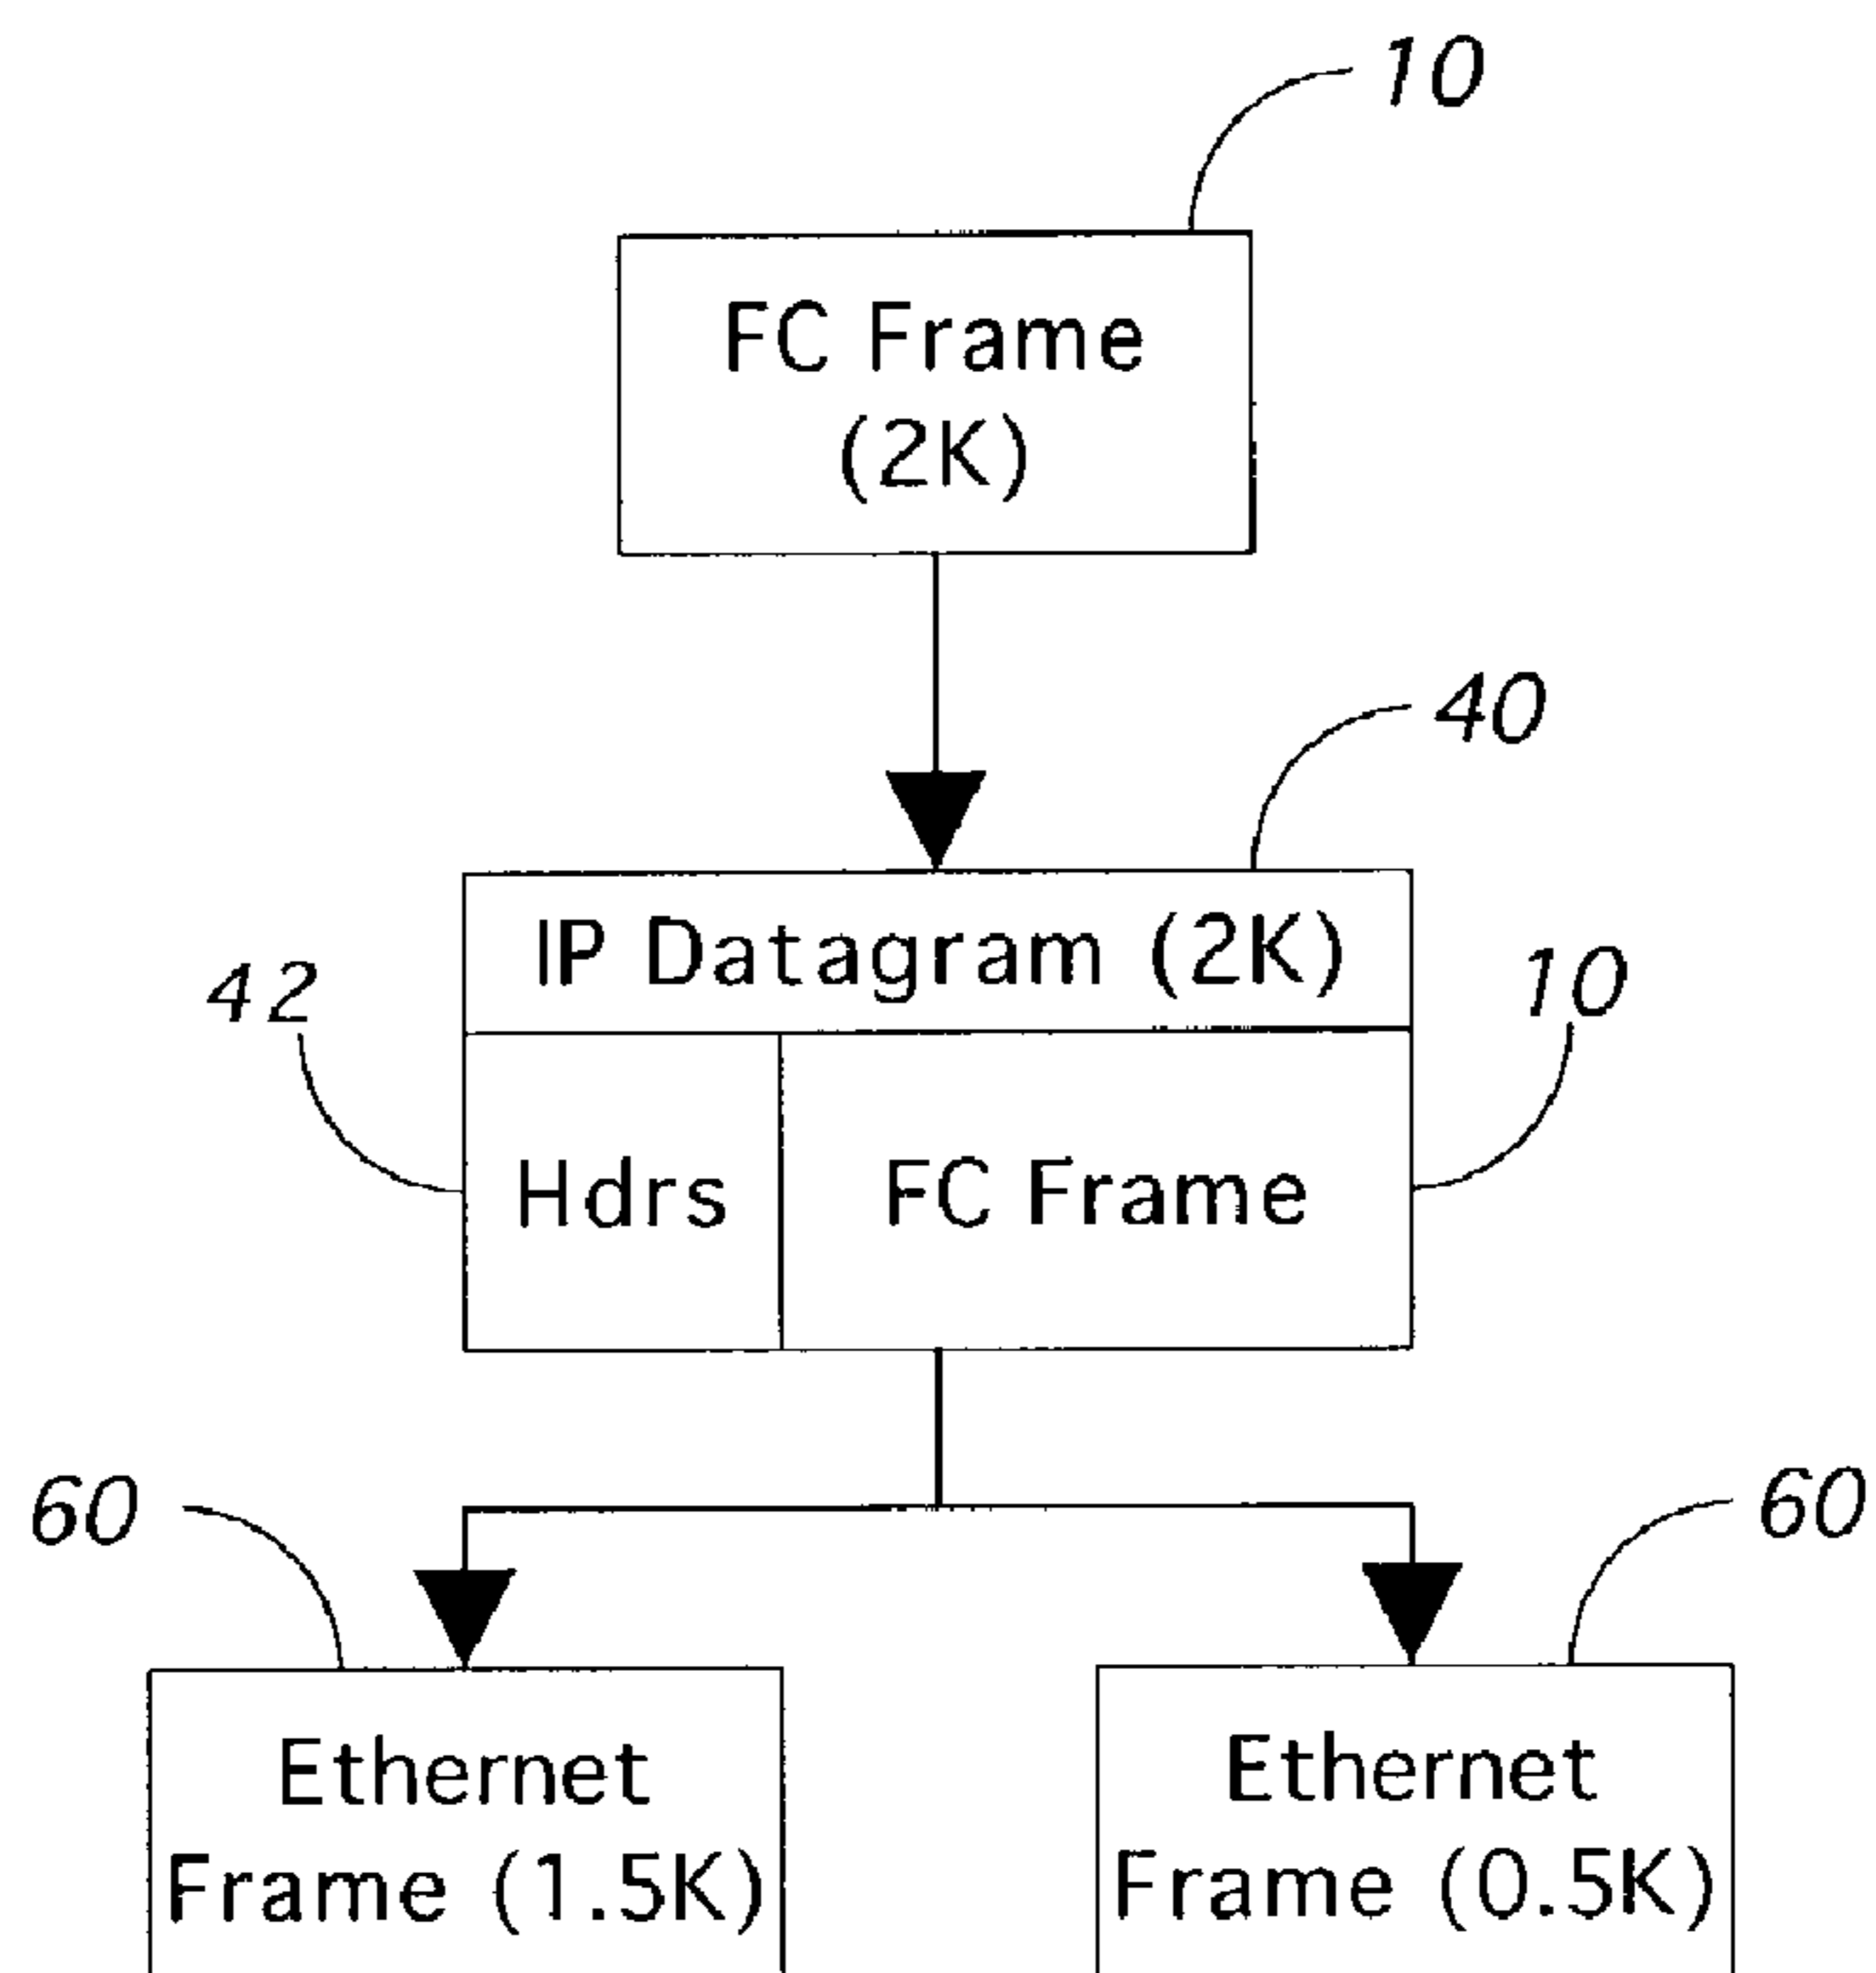 10
FC Frame
(2K)
40
IP Datagram (2K)
42
10
Hdrs
FC Frame
60
60
Ethernet
Frame (1.5K)
Ethernet
Frame (0.5K)